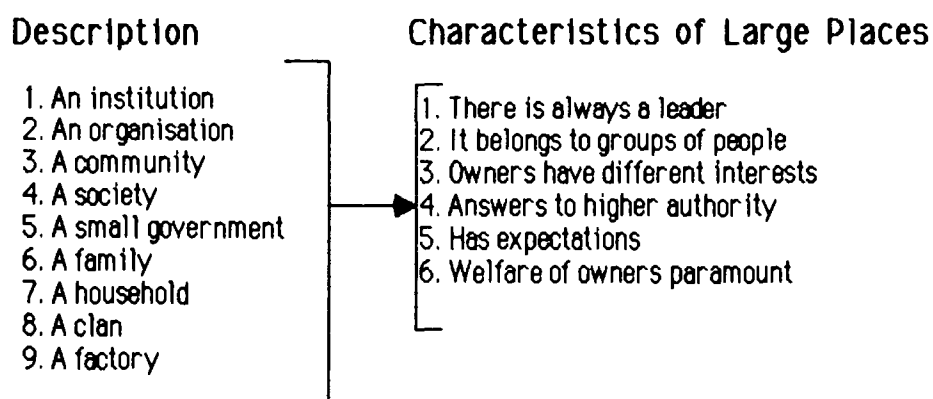 Description
1. An institution
2. An organisation
3. A community
4. A society
5. A small government
6. A family
7. A household
8. A clan
9. A factory
Characteristics of Large Places
1. There is always a leader
2. It belongs to groups of people
3. Owners have different interests
4. Answers to higher authority
5. Has expectations
6. Welfare of owners paramount